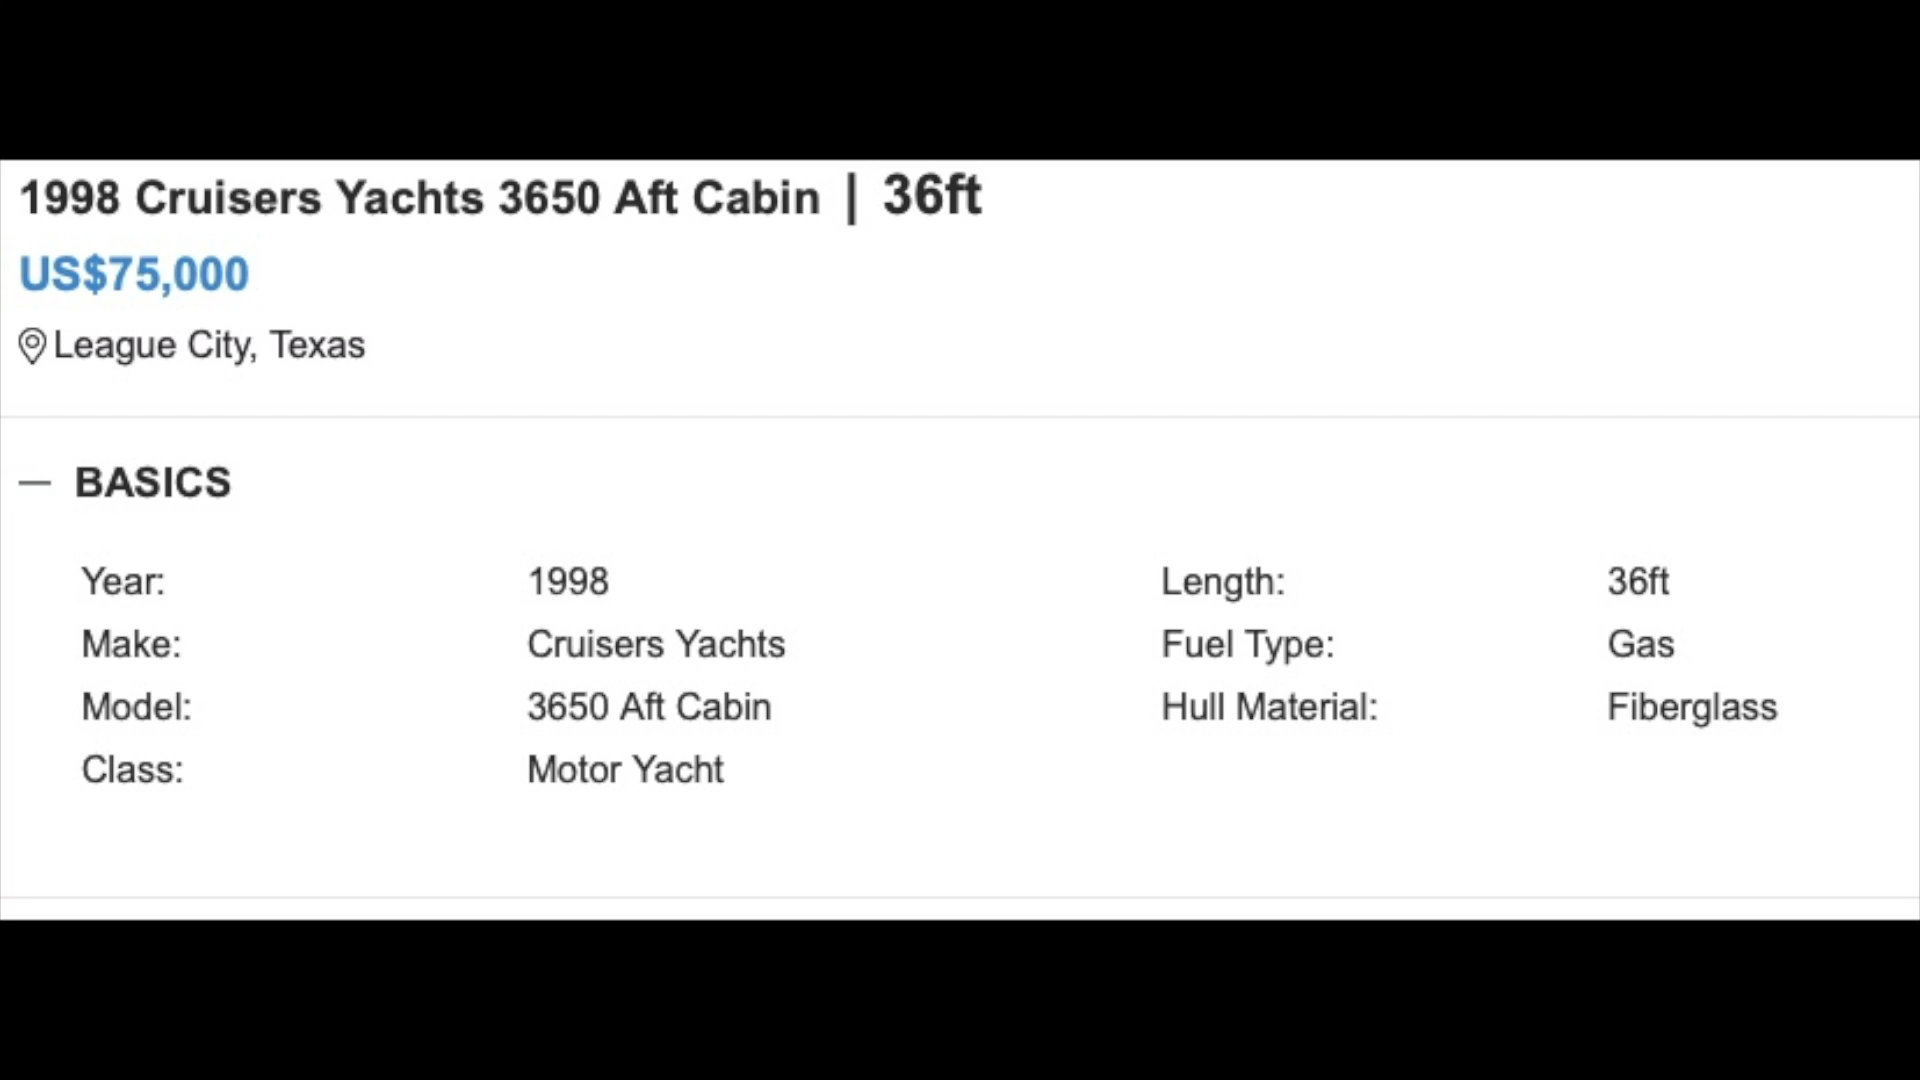 1998 Cruisers Yachts 3650 Aft Cabin | 36ft
US$75,000
League City, Texas
— BASICS
Year: 1998 Length: 36ft
Make: Cruisers Yachts Fuel Type: Gas
Model: 3650 Aft Cabin Hull Material: Fiberglass
Class: Motor Yacht